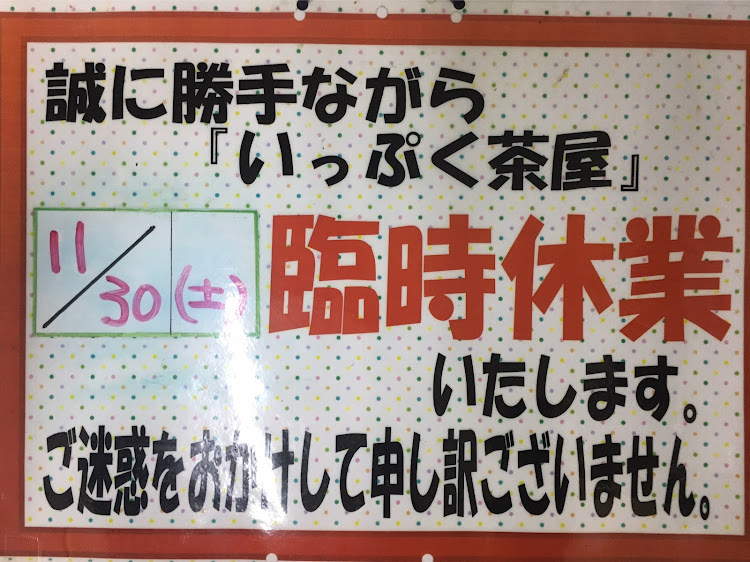 誠に勝手ながら
『いっぷく茶屋』
11/30(土) 臨時休業
いたします。
ご迷惑をおかけして申し訳ございません。